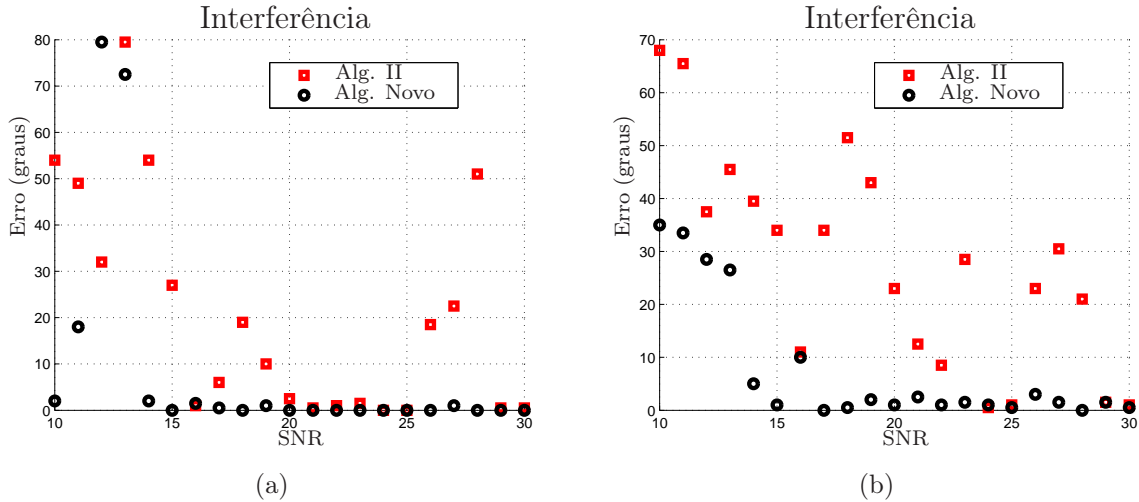 Interferência
80
70
60
50
40
30
20
10
0
Erro (graus)
Alg. II
Alg. Novo
10 15 20 25 30
SNR
(a)
Interferência
70
60
50
40
30
20
10
0
Erro (graus)
Alg. II
Alg. Novo
10 15 20 25 30
SNR
(b)